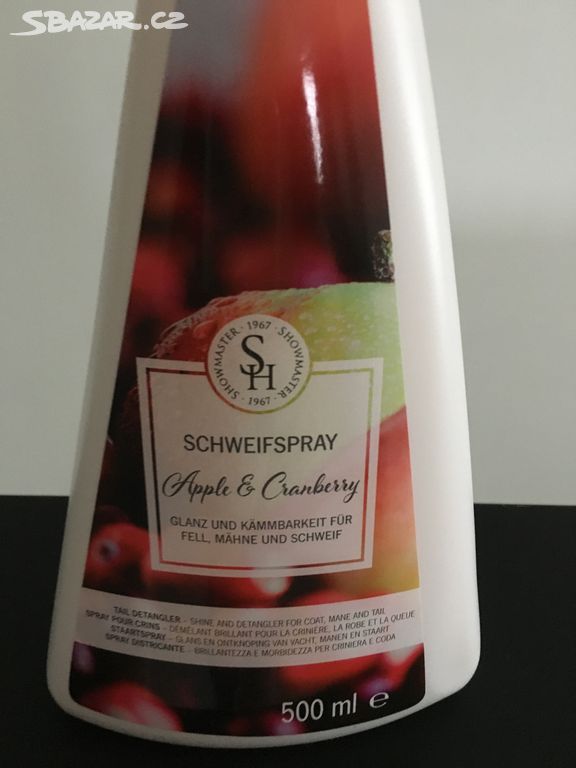 SBAZAR.CZ
SHOWMASTER · 1967 · SHOWMASTER · 1967 ·
SH
SCHWEIFSPRAY
Apple & Cranberry
GLANZ UND KÄMMBARKEIT FÜR
FELL, MÄHNE UND SCHWEIF
TAIL DETANGLER – SHINE AND DETANGLER FOR COAT, MANE AND TAIL
SPRAY POUR CRINS – DÉMÊLANT BRILLANT POUR LA CRINIÈRE, LA ROBE ET LA QUEUE
STAARTSPRAY – GLANS EN ONTKNOPING VAN VACHT, MANEN EN STAART
SPRAY DISTRICANTE – BRILLANTEZZA E MORBIDEZZA PER CRINIERA E CODA
500 ml e